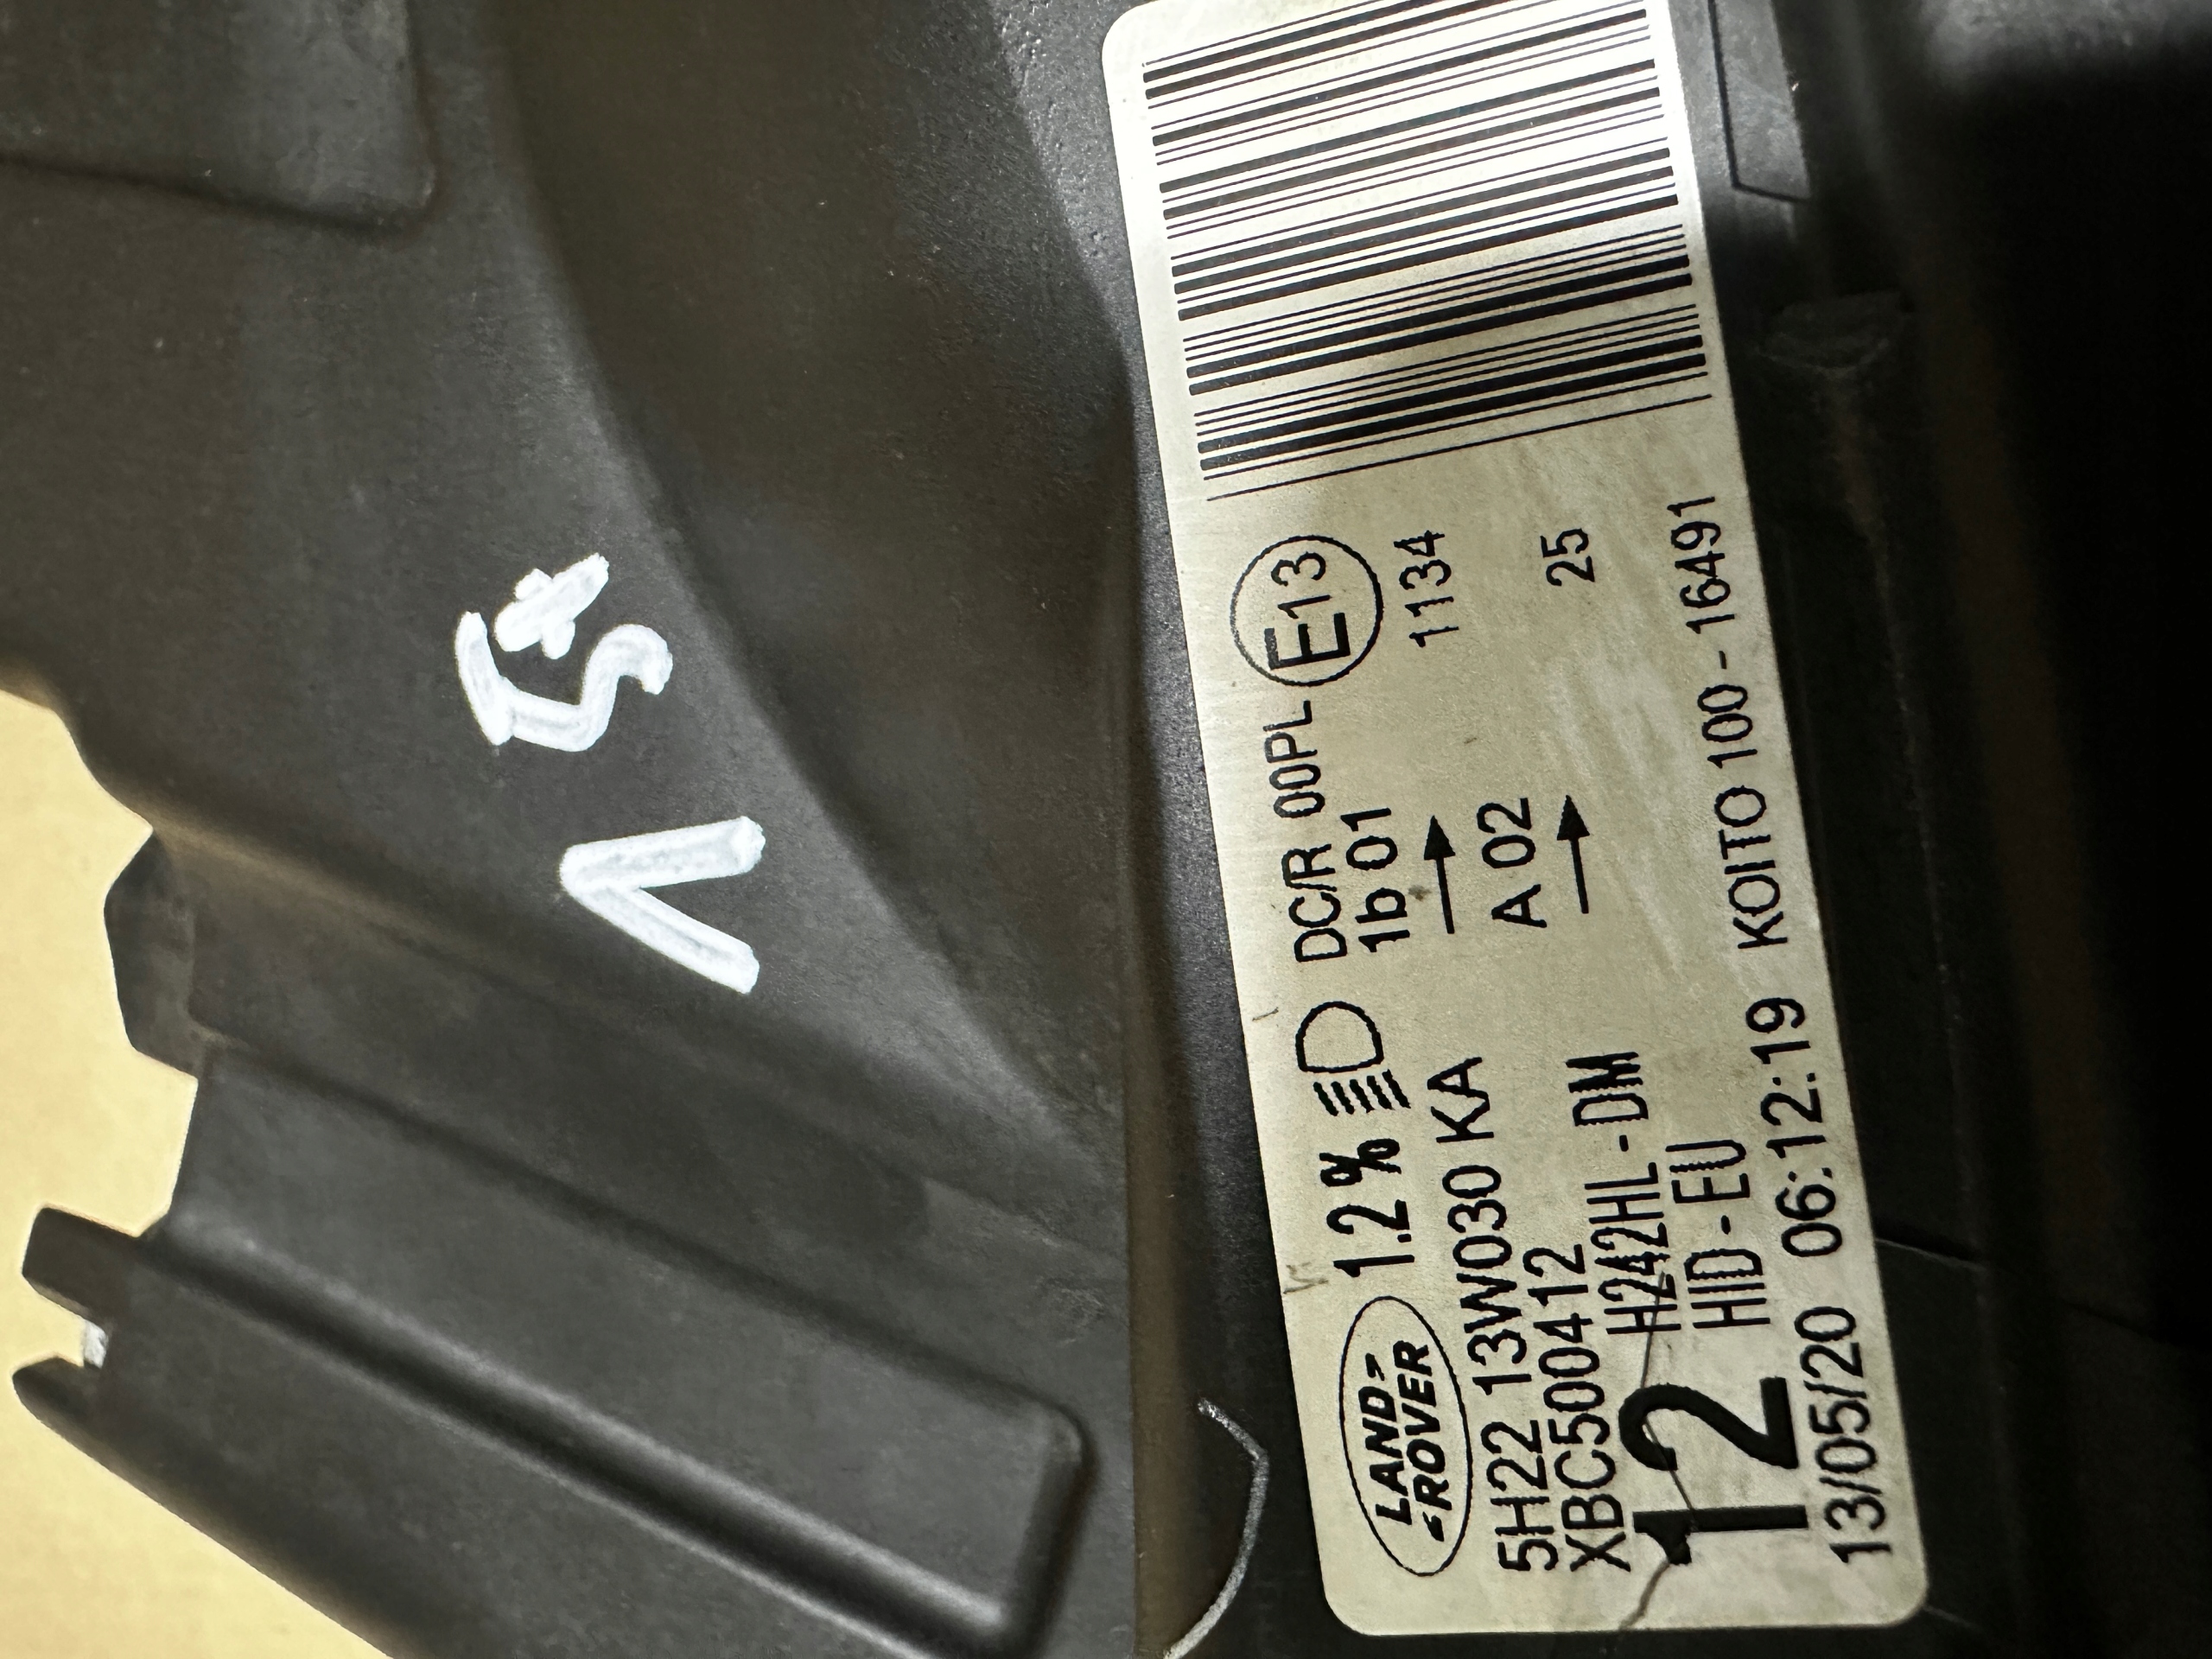 LAND ROVER
1.2 %
DC/R 00PL
E13
1b 01
1134
5H22 13W030 KA
XBC500412
A 02
25
H242HL-DM
12
HID-EU
13/05/20 06:12:19
KOITO 100-16491